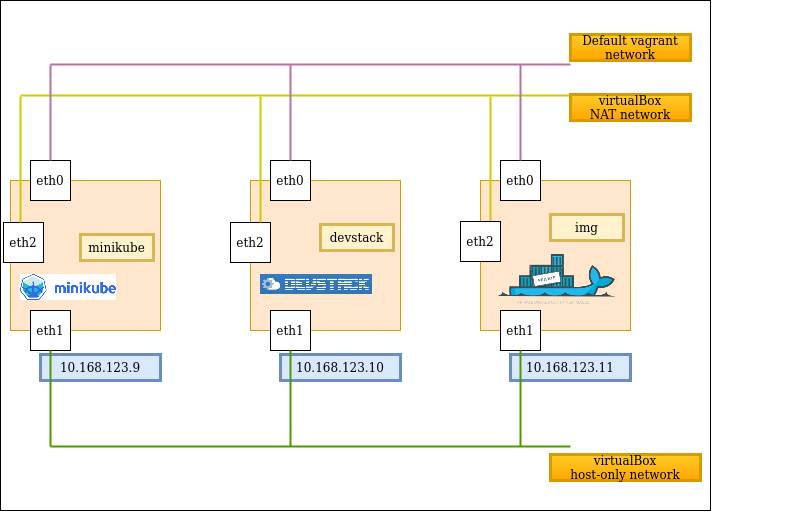 Default vagrant
network
virtualBox
NAT network
eth0
eth0
eth0
eth2
minikube
eth2
devstack
eth2
img
minikube
DEVSTACK
eth1
eth1
eth1
10.168.123.9
10.168.123.10
10.168.123.11
virtualBox
host-only network